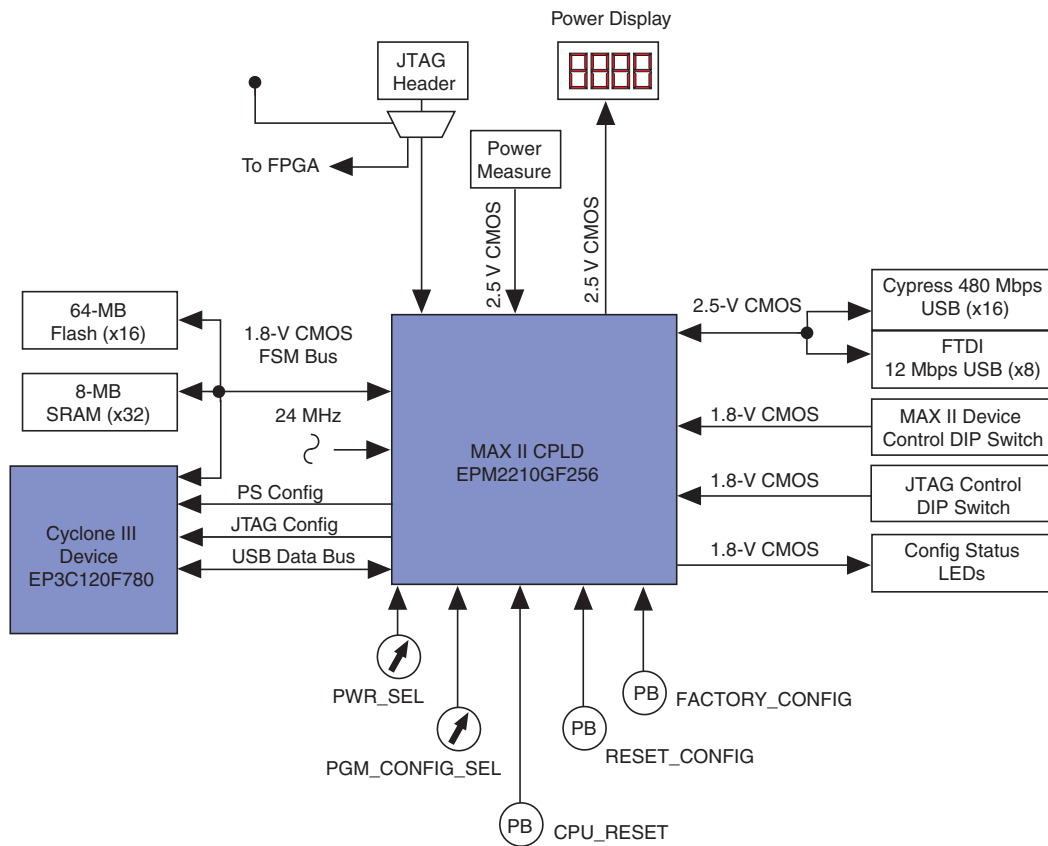 Power Display
8888
JTAG
Header
To FPGA
Power
Measure
2.5 V CMOS
2.5 V CMOS
64-MB
Flash (x16)
8-MB
SRAM (x32)
1.8-V CMOS
FSM Bus
24 MHz
MAX II CPLD
EPM2210GF256
2.5-V CMOS
Cypress 480 Mbps
USB (x16)
FTDI
12 Mbps USB (x8)
1.8-V CMOS
MAX II Device
Control DIP Switch
1.8-V CMOS
JTAG Control
DIP Switch
1.8-V CMOS
Config Status
LEDs
Cyclone III
Device
EP3C120F780
PS Config
JTAG Config
USB Data Bus
PWR_SEL
PGM_CONFIG_SEL
PB
CPU_RESET
PB
RESET_CONFIG
PB
FACTORY_CONFIG